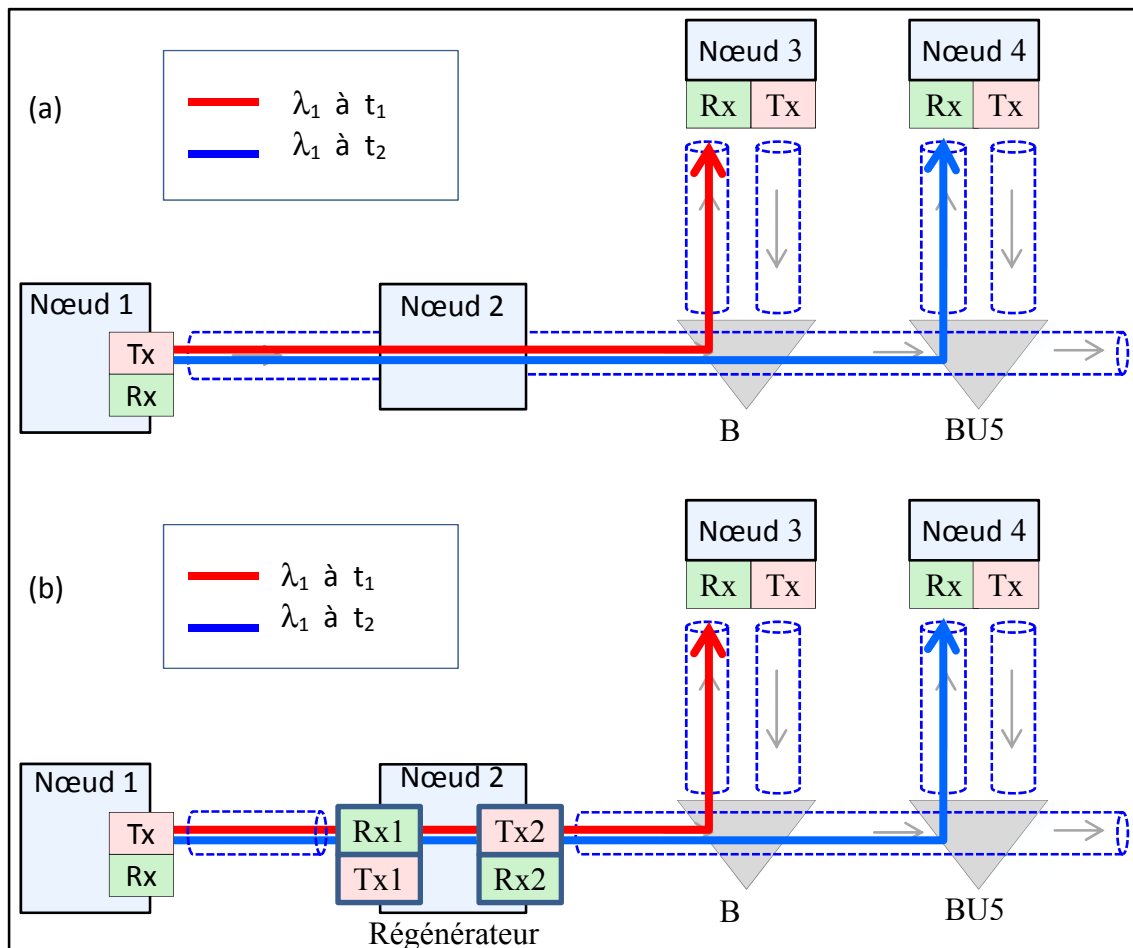 (a)
λ₁ à t₁
λ₁ à t₂
Nœud 3
Rx Tx
Nœud 4
Rx Tx
Nœud 1
Tx
Rx
Nœud 2
B
BU5
(b)
λ₁ à t₁
λ₁ à t₂
Nœud 3
Rx Tx
Nœud 4
Rx Tx
Nœud 1
Tx
Rx
Nœud 2
Rx1 Tx2
Tx1 Rx2
Régénérateur
B
BU5